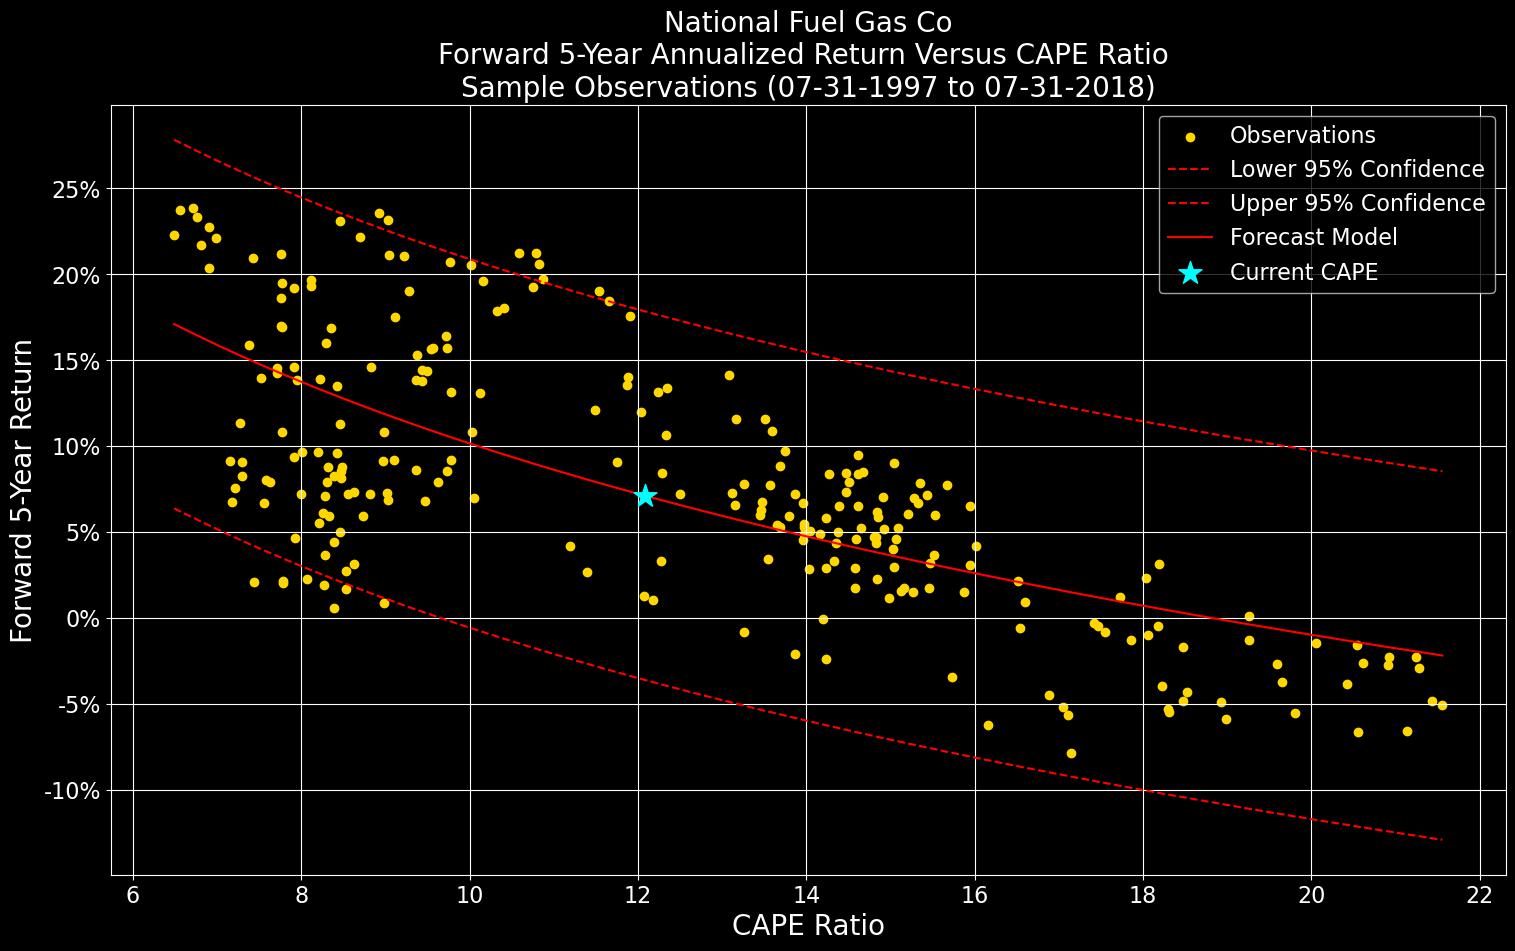 National Fuel Gas Co
Forward 5-Year Annualized Return Versus CAPE Ratio
Sample Observations (07-31-1997 to 07-31-2018)
Observations
Lower 95% Confidence
Upper 95% Confidence
Forecast Model
Current CAPE
Forward 5-Year Return
25%
20%
15%
10%
5%
0%
-5%
-10%
6 8 10 12 14 16 18 20 22
CAPE Ratio